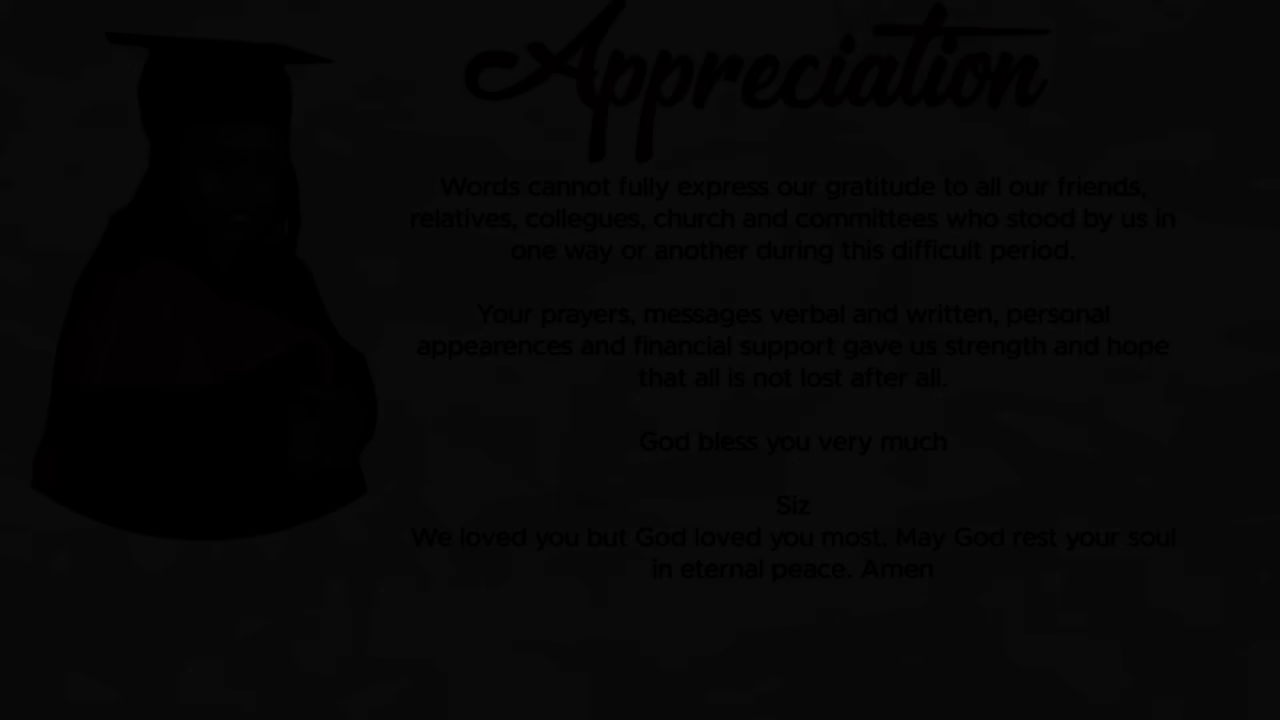 Appreciation
Words cannot fully express our gratitude to all our friends,
relatives, collegues, church and committees who stood by us in
one way or another during this difficult period.
Your prayers, messages verbal and written, personal
appearences and financial support gave us strength and hope
that all is not lost after all.
God bless you very much
Siz
We loved you but God loved you most. May God rest your soul
in eternal peace. Amen